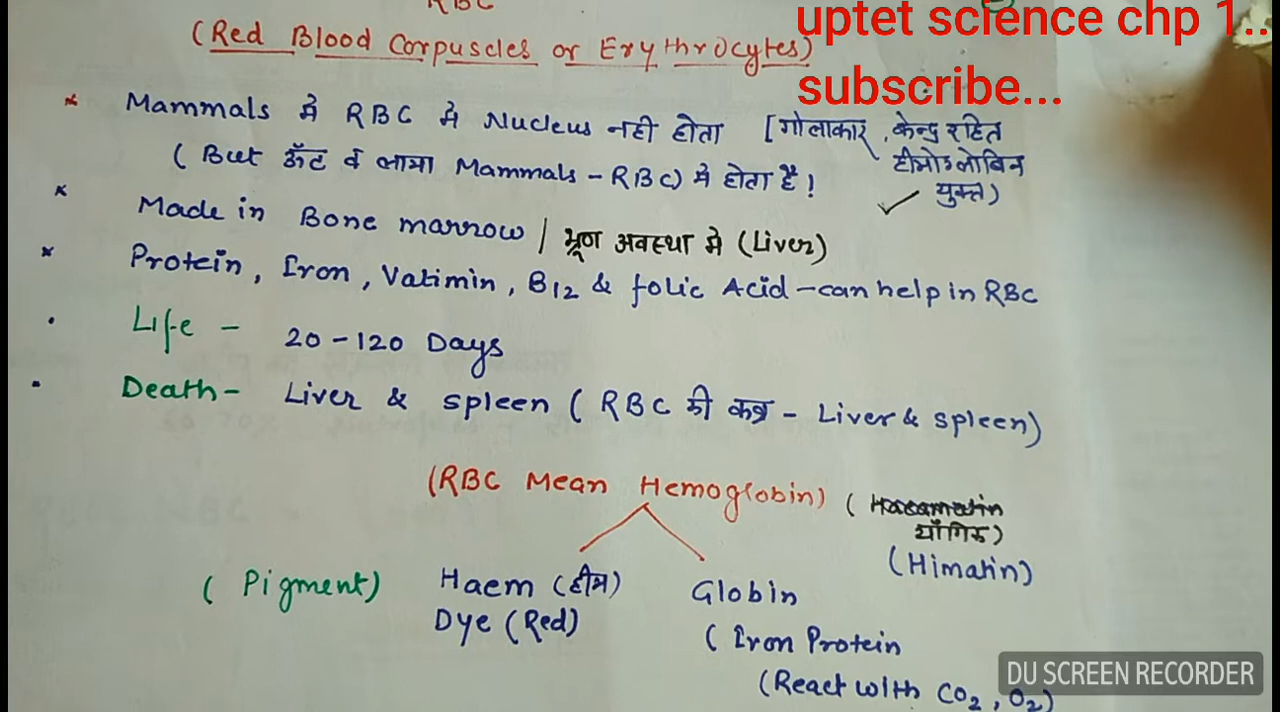 RBC
uptet science chp 1..
(Red Blood Corpuscles or Erythrocytes)
subscribe...
* Mammals मे RBC मे Nucleus नही होता [गोलाकार, केन्द्र रहित
हीमोग्लोबिन
युक्त)
( But ऊँट व लामा Mammals - RBC) मे होता है!
* Made in Bone marrow / भ्रूण अवस्था मे (Liver)
* Protein, Iron, Vatimin, B12 & folic Acid - can help in RBC
• Life - 20 - 120 Days
• Death - Liver & spleen ( RBC की कब्र - Liver & spleen)
(RBC Mean Hemoglobin) (
यौगिक)
(Himatin)
( Pigment) Haem (हीम) Globin
Dye (Red) ( Iron Protein
(React with CO2, O2)
DU SCREEN RECORDER